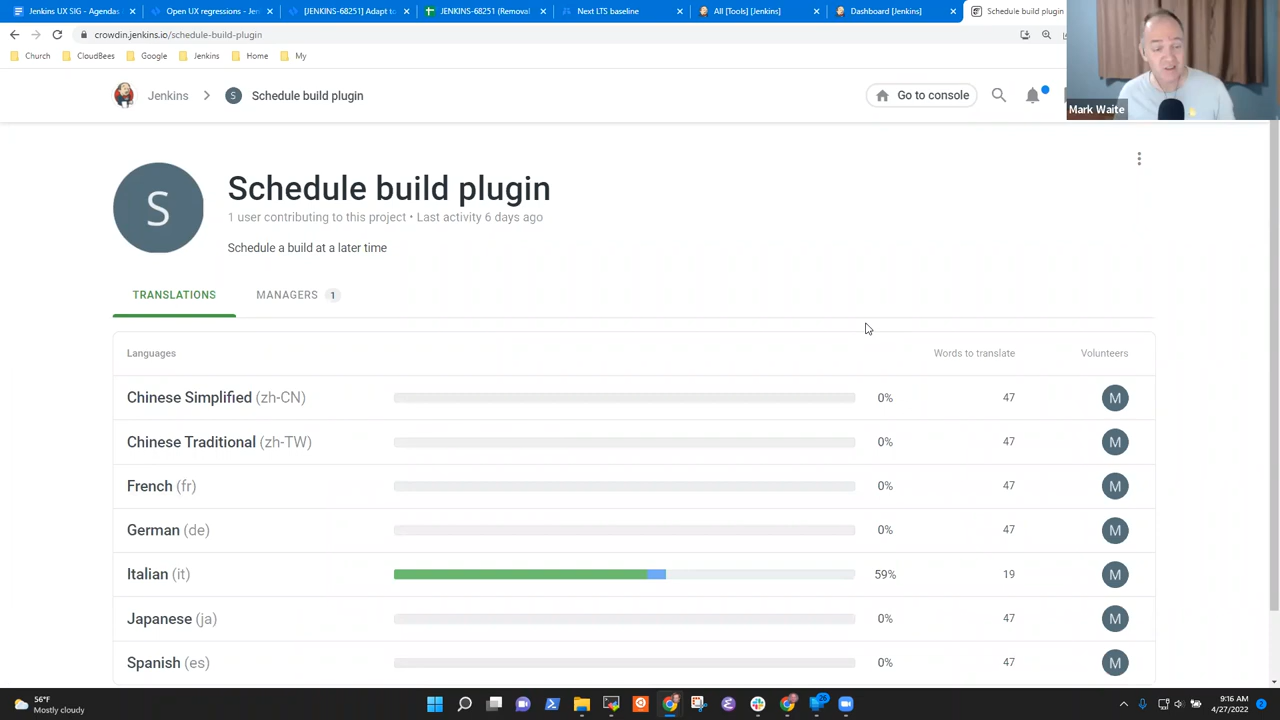 Jenkins UX SIG - Agendas
Open UX regressions - Jen
[JENKINS-68251] Adapt to
JENKINS-68251 (Removal
Next LTS baseline
All [Tools] [Jenkins]
Dashboard [Jenkins]
Schedule build plugin
crowdin.jenkins.io/schedule-build-plugin
Church
CloudBees
Google
Jenkins
Home
My
Mark Waite
Jenkins
S
Schedule build plugin
Go to console
S
Schedule build plugin
1 user contributing to this project • Last activity 6 days ago
Schedule a build at a later time
TRANSLATIONS
MANAGERS 1
Languages Words to translate Volunteers
Chinese Simplified (zh-CN) 0% 47 M
Chinese Traditional (zh-TW) 0% 47 M
French (fr) 0% 47 M
German (de) 0% 47 M
Italian (it) 59% 19 M
Japanese (ja) 0% 47 M
Spanish (es) 0% 47 M
56°F
Mostly cloudy
9:16 AM
4/27/2022